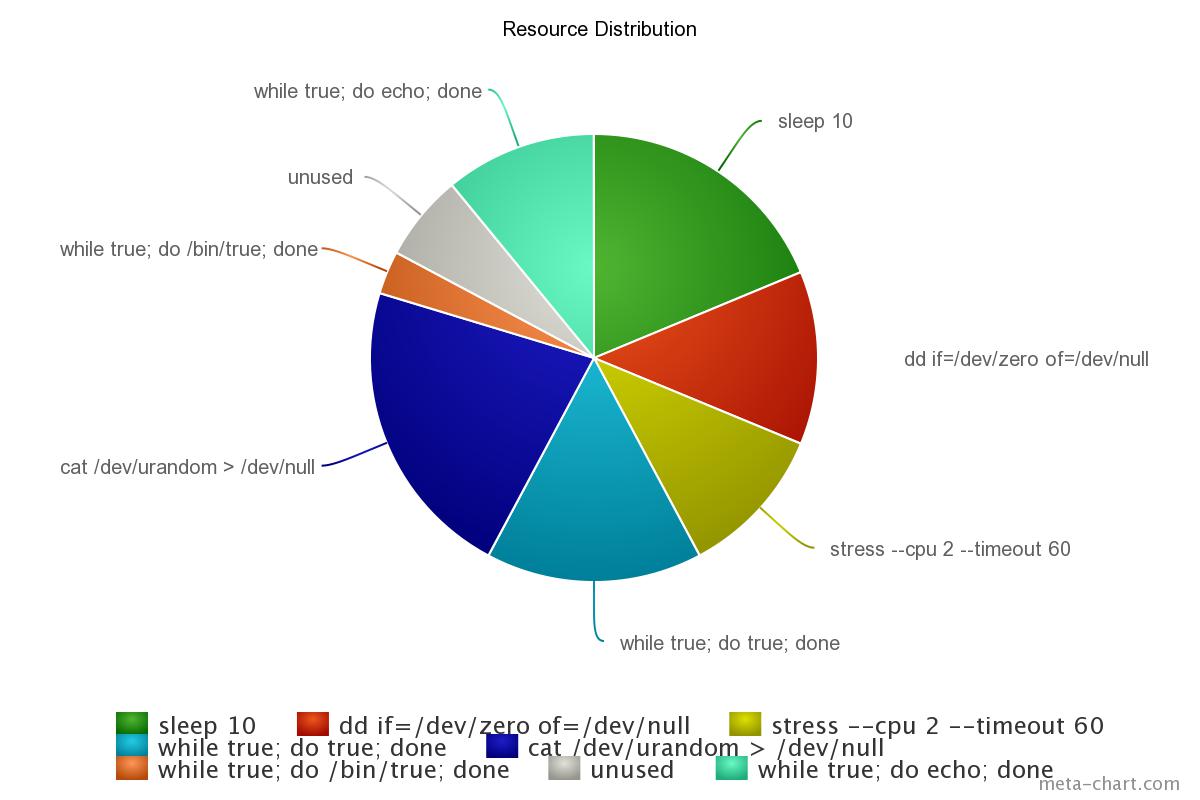 Resource Distribution
while true; do echo; done
sleep 10
unused
while true; do /bin/true; done
dd if=/dev/zero of=/dev/null
cat /dev/urandom > /dev/null
stress --cpu 2 --timeout 60
while true; do true; done
sleep 10 dd if=/dev/zero of=/dev/null stress --cpu 2 --timeout 60
while true; do true; done cat /dev/urandom > /dev/null
while true; do /bin/true; done unused while true; do echo; done
meta-chart.com